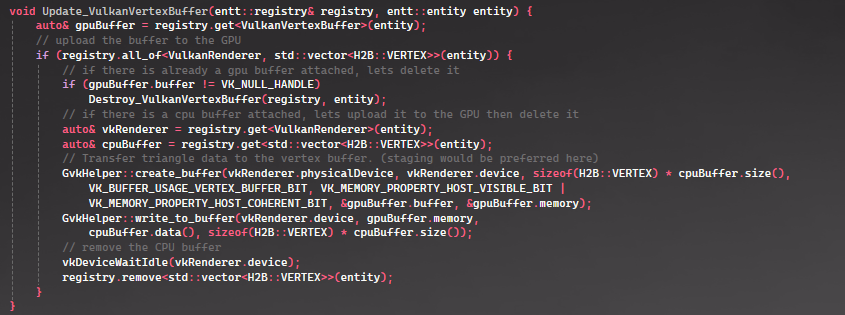 void Update_VulkanVertexBuffer(entt::registry& registry, entt::entity entity) {
    auto& gpuBuffer = registry.get<VulkanVertexBuffer>(entity);
    // upload the buffer to the GPU
    if (registry.all_of<VulkanRenderer, std::vector<H2B::VERTEX>>(entity)) {
        // if there is already a gpu buffer attached, lets delete it
        if (gpuBuffer.buffer != VK_NULL_HANDLE)
            Destroy_VulkanVertexBuffer(registry, entity);
        // if there is a cpu buffer attached, lets upload it to the GPU then delete it
        auto& vkRenderer = registry.get<VulkanRenderer>(entity);
        auto& cpuBuffer = registry.get<std::vector<H2B::VERTEX>>(entity);
        // Transfer triangle data to the vertex buffer. (staging would be preferred here)
        GvkHelper::create_buffer(vkRenderer.physicalDevice, vkRenderer.device, sizeof(H2B::VERTEX) * cpuBuffer.size(),
            VK_BUFFER_USAGE_VERTEX_BUFFER_BIT, VK_MEMORY_PROPERTY_HOST_VISIBLE_BIT |
            VK_MEMORY_PROPERTY_HOST_COHERENT_BIT, &gpuBuffer.buffer, &gpuBuffer.memory);
        GvkHelper::write_to_buffer(vkRenderer.device, gpuBuffer.memory,
            cpuBuffer.data(), sizeof(H2B::VERTEX) * cpuBuffer.size());
        // remove the CPU buffer
        vkDeviceWaitIdle(vkRenderer.device);
        registry.remove<std::vector<H2B::VERTEX>>(entity);
    }
}